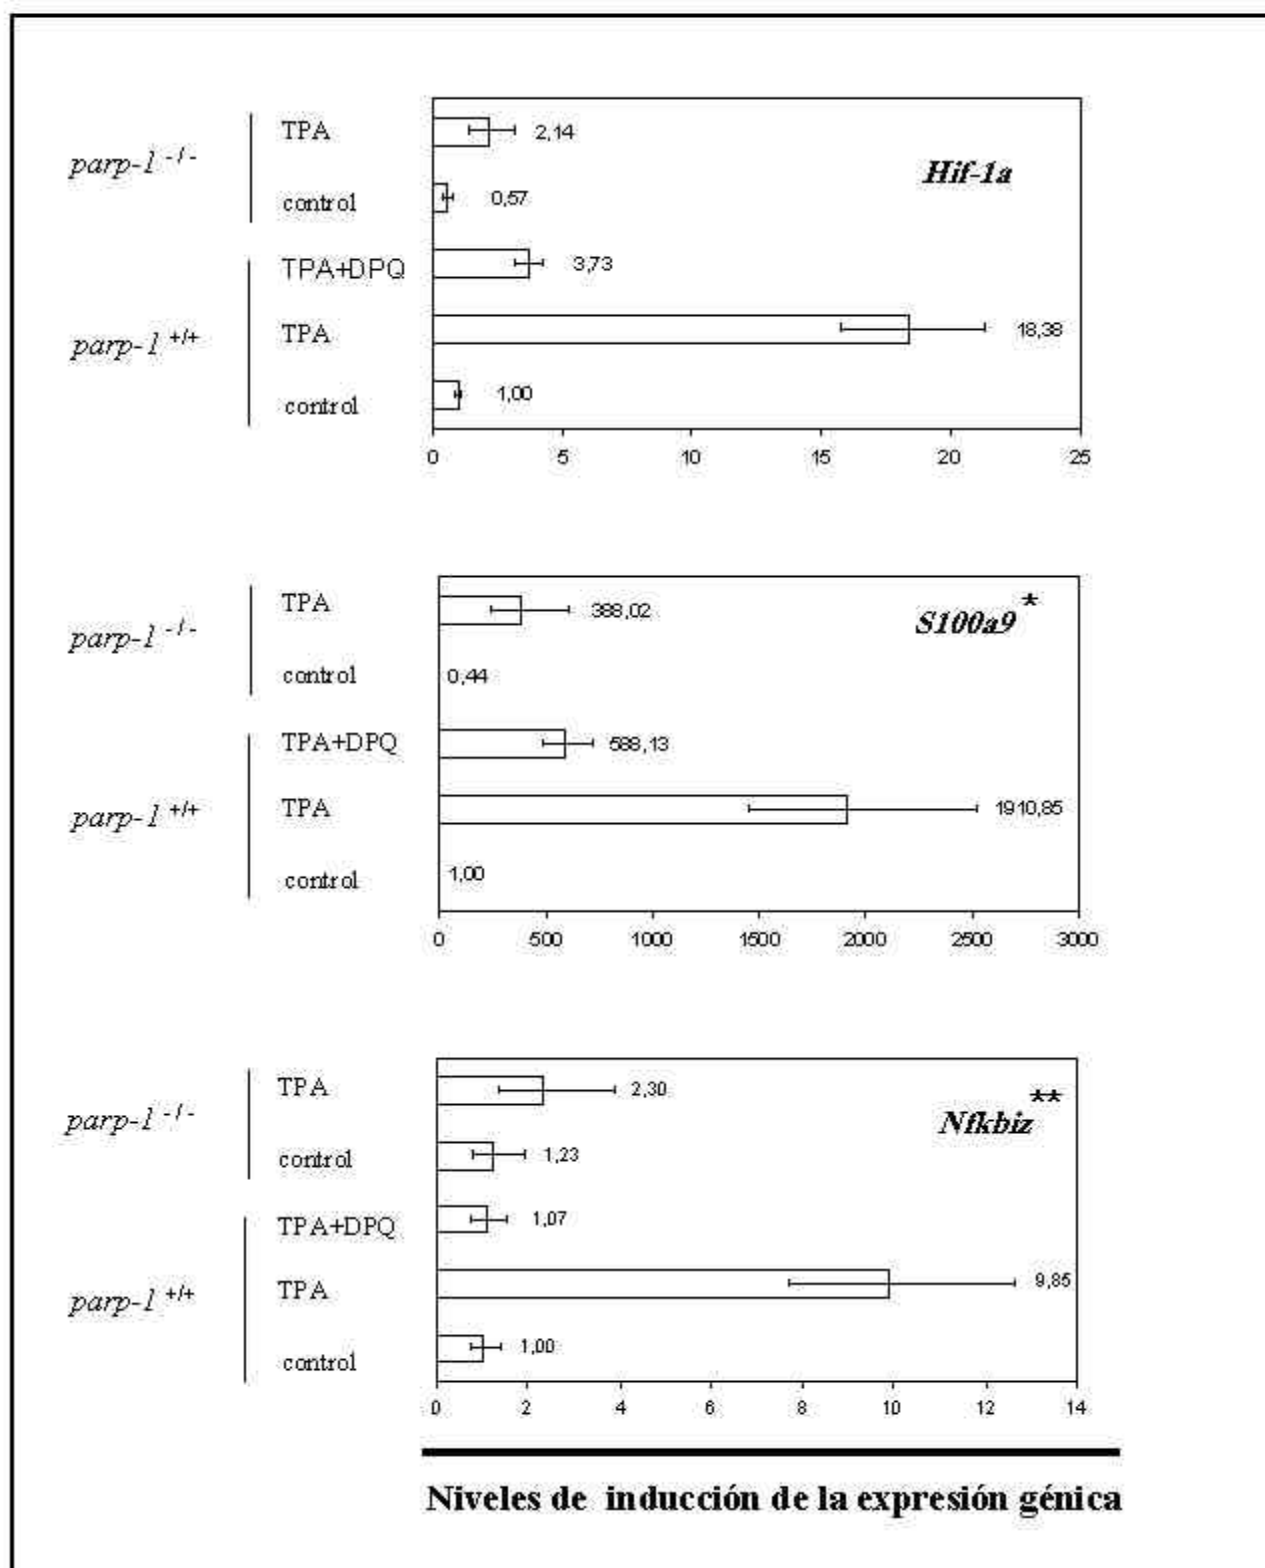 TPA
2,14
parp-1 -/-
Hif-1a
control
0,57
TPA+DPQ
3,73
parp-1 +/+
TPA
18,38
control
1,00
0 5 10 15 20 25
TPA
388,02
S100a9 *
parp-1 -/-
control
0,44
TPA+DPQ
588,13
parp-1 +/+
TPA
1910,85
control
1,00
0 500 1000 1500 2000 2500 3000
TPA
2,30
parp-1 -/-
Nfkbiz **
control
1,23
TPA+DPQ
1,07
parp-1 +/+
TPA
9,85
control
1,00
0 2 4 6 8 10 12 14
Niveles de inducción de la expresión génica